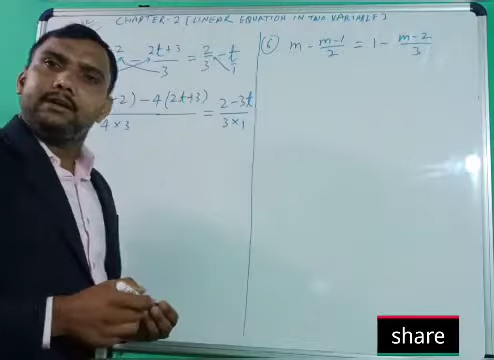 CHAPTER-2 [LINEAR EQUATION IN TWO VARIABLE]
2 - 2t+3/3 = 2/3 - t/1
-2) - 4(2t+3) / 4×3 = 2-3t / 3×1
6 m - m-1/2 = 1 - m-2/3
share